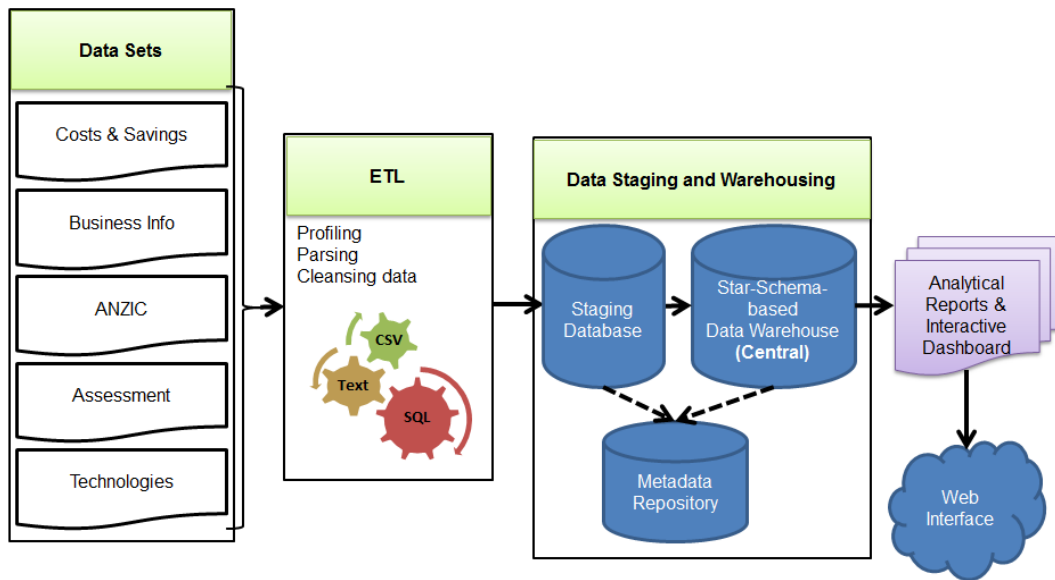 Data Sets
Costs & Savings
Business Info
ANZIC
Assessment
Technologies
ETL
Profiling
Parsing
Cleansing data
CSV
Text
SQL
Data Staging and Warehousing
Staging
Database
Star-Schema-
based
Data Warehouse
(Central)
Metadata
Repository
Analytical
Reports &
Interactive
Dashboard
Web
Interface